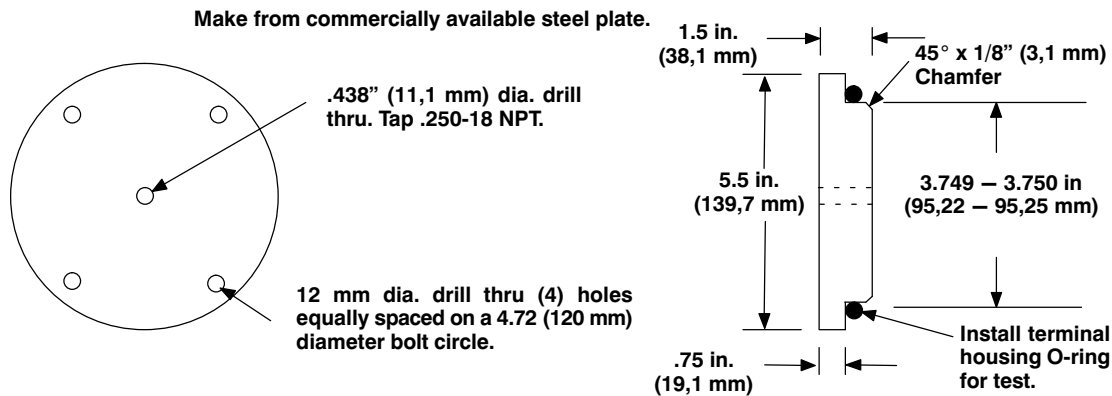 Make from commercially available steel plate.
.438” (11,1 mm) dia. drill
thru. Tap .250-18 NPT.
12 mm dia. drill thru (4) holes
equally spaced on a 4.72 (120 mm)
diameter bolt circle.
1.5 in.
(38,1 mm)
45° x 1/8” (3,1 mm)
Chamfer
5.5 in.
(139,7 mm)
3.749 – 3.750 in
(95,22 – 95,25 mm)
.75 in.
(19,1 mm)
Install terminal
housing O-ring
for test.